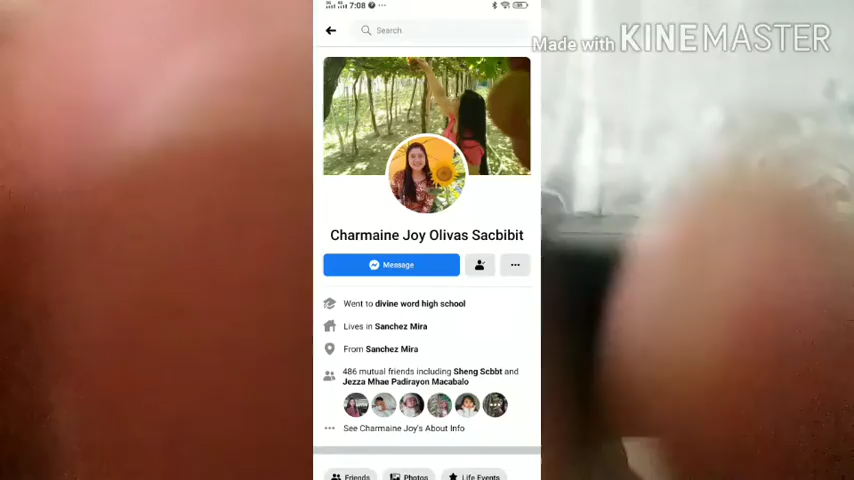 7:08
Search
Made with KINEMASTER
Charmaine Joy Olivas Sacbibit
Message
Went to divine word high school
Lives in Sanchez Mira
From Sanchez Mira
486 mutual friends including Sheng Scbbt and
Jezza Mhae Padirayon Macabalo
See Charmaine Joy's About Info
Friends
Photos
Life Events